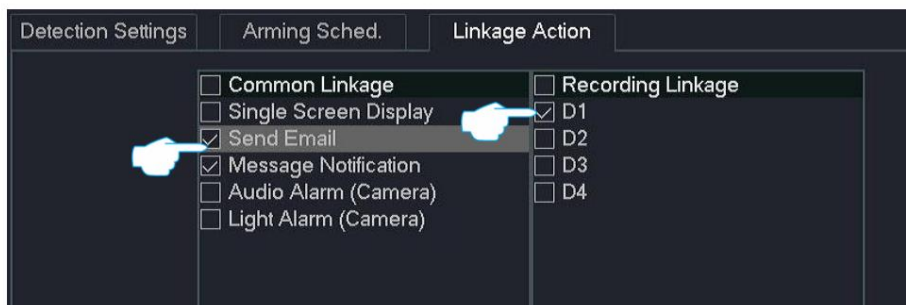 Detection Settings
Arming Sched.
Linkage Action
Common Linkage
Single Screen Display
Send Email
Message Notification
Audio Alarm (Camera)
Light Alarm (Camera)
Recording Linkage
D1
D2
D3
D4